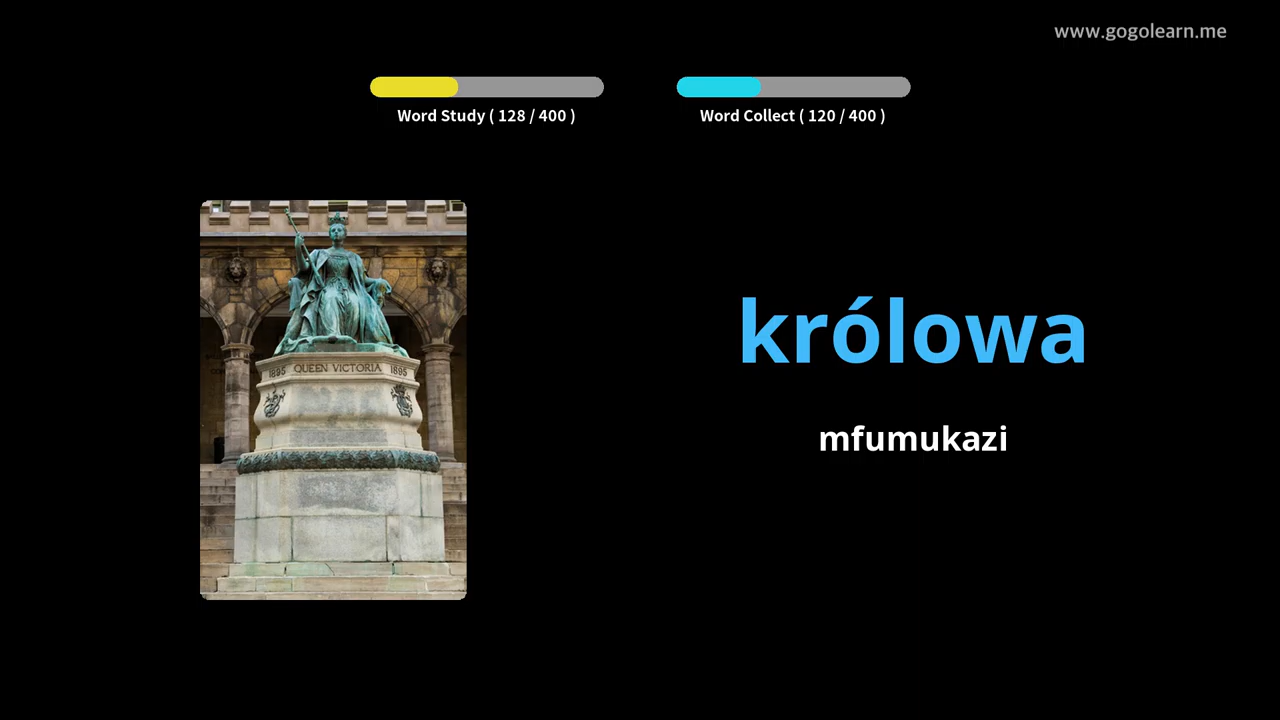 www.gogolearn.me
Word Study ( 128 / 400 )
Word Collect ( 120 / 400 )
1895 QUEEN VICTORIA 1895
królowa
mfumukazi